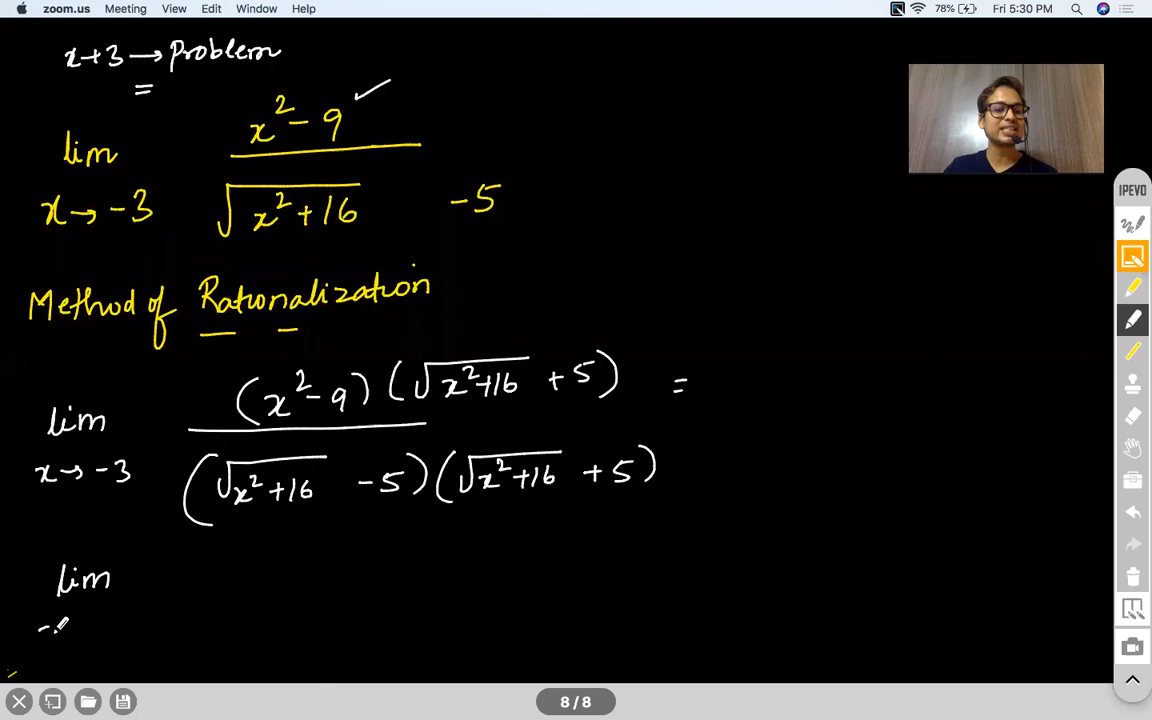 zoom.us Meeting View Edit Window Help 78% Fri 5:30 PM
x+3 → Problem
=
lim x→ -3 x² - 9 / √x²+16 -5
IPEVO
Method of Rationalization
lim x→ -3 (x²-9) (√x²+16 +5) / (√x²+16 -5) (√x²+16 +5) =
lim
8 / 8